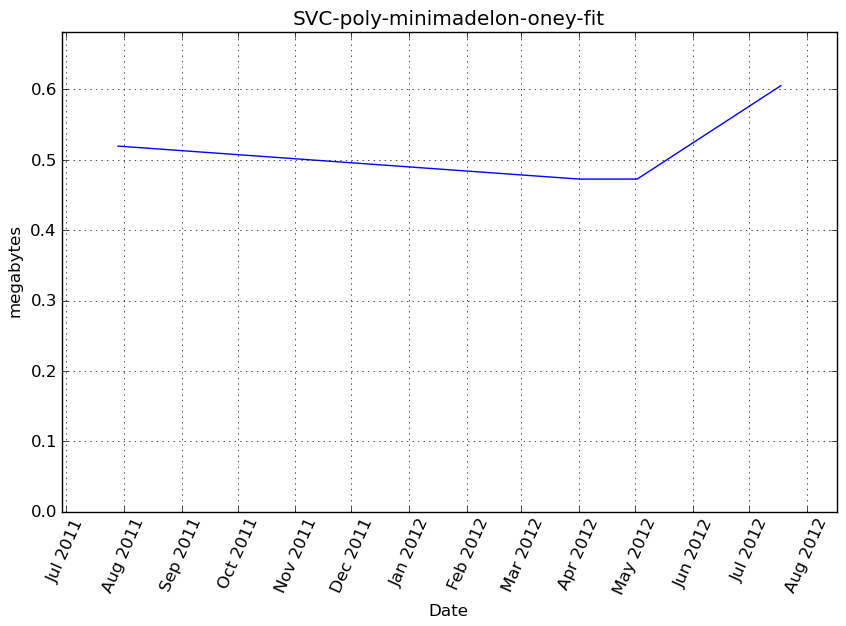 SVC-poly-minimadelon-oney-fit
megabytes
0.6
0.5
0.4
0.3
0.2
0.1
0.0
Jul 2011
Aug 2011
Sep 2011
Oct 2011
Nov 2011
Dec 2011
Jan 2012
Feb 2012
Mar 2012
Apr 2012
May 2012
Jun 2012
Jul 2012
Aug 2012
Date